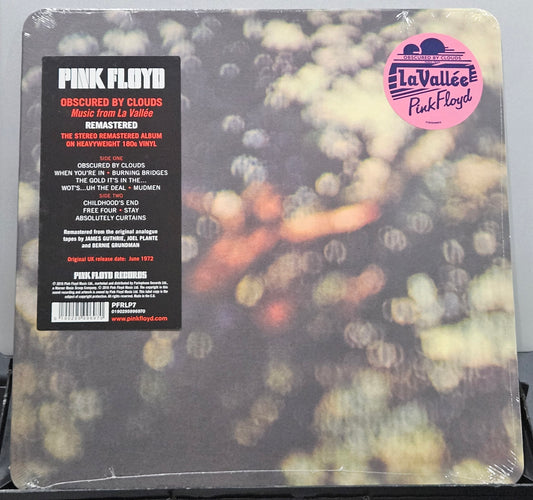 PINK FLOYD
OBSCURED BY CLOUDS
Music from La Vallée
REMASTERED
THE STEREO REMASTERED ALBUM
ON HEAVYWEIGHT 180G VINYL
SIDE ONE
OBSCURED BY CLOUDS
WHEN YOU'RE IN • BURNING BRIDGES
THE GOLD IT'S IN THE...
WOT'S...UH THE DEAL • MUDMEN
SIDE TWO
CHILDHOOD'S END
FREE FOUR • STAY
ABSOLUTELY CURTAINS
Remastered from the original analogue
tapes by JAMES GUTHRIE, JOEL PLANTE
and BERNIE GRUNDMAN
Original UK release date: June 1972
PINK FLOYD RECORDS
PFRLP7
www.pinkfloyd.com
OBSCURED BY CLOUDS
La Vallée
Pink Floyd